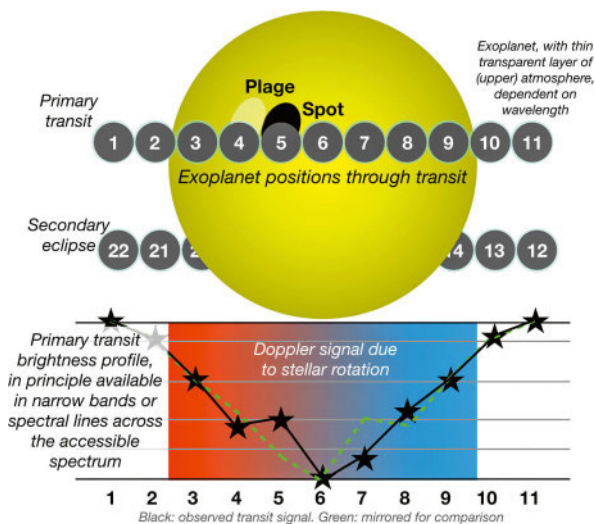 Plage
Spot
Primary
transit
Exoplanet, with thin
transparent layer of
(upper) atmosphere,
dependent on
wavelength
1 2 3 4 5 6 7 8 9 10 11
Exoplanet positions through transit
Secondary
eclipse
22 21 2 14 13 12
Primary transit
brightness profile,
in principle available
in narrow bands or
spectral lines across
the accessible
spectrum
Doppler signal due
to stellar rotation
1 2 3 4 5 6 7 8 9 10 11
Black: observed transit signal. Green: mirrored for comparison